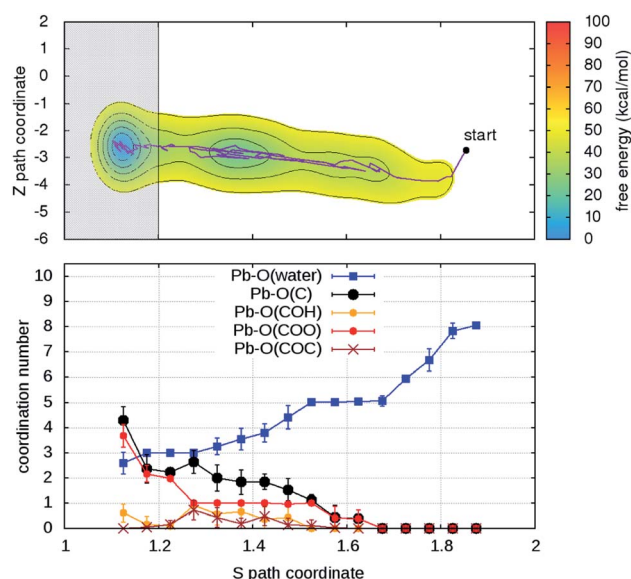 2
1
0
-1
-2
-3
-4
-5
-6
Z path coordinate
start
100
90
80
70
60
50
40
30
20
10
0
free energy (kcal/mol)
10
9
8
7
6
5
4
3
2
1
0
coordination number
Pb-O(water)
Pb-O(C)
Pb-O(COH)
Pb-O(COO)
Pb-O(COC)
1 1.2 1.4 1.6 1.8 2
S path coordinate